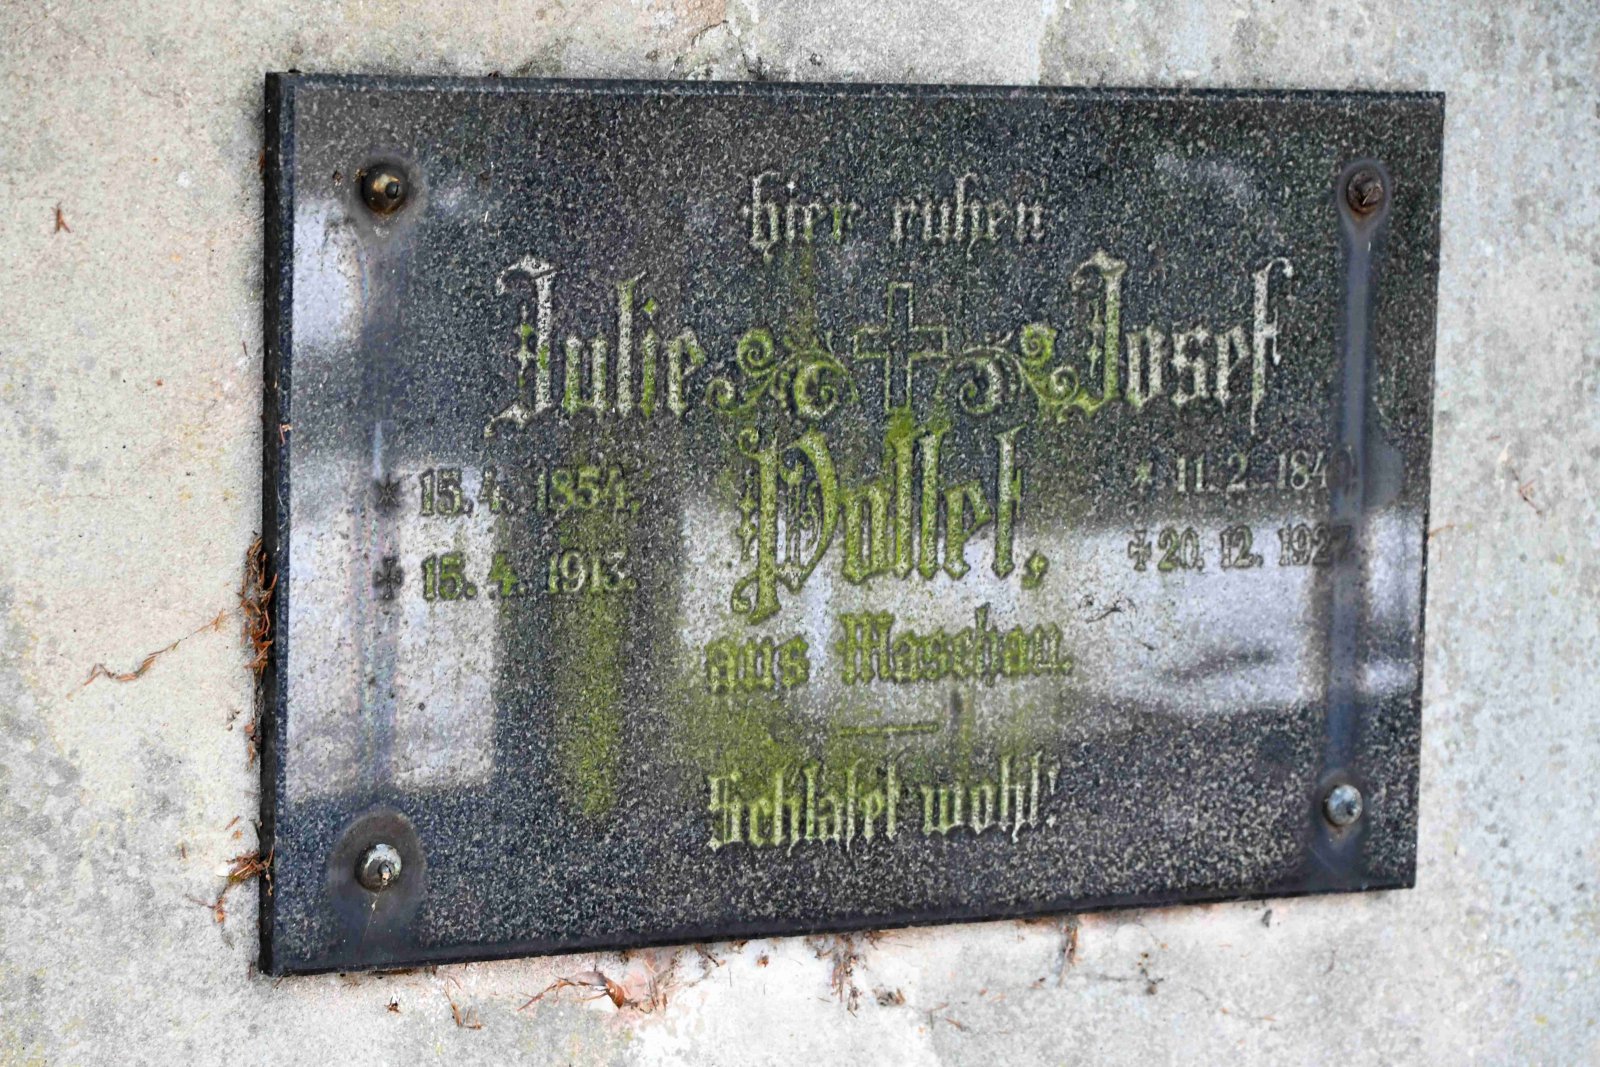 hier ruhen
Julie Josef
Pollet,
* 15. 4. 1854. * 11. 2.
✝ 15. 4. 1913. ✝ 20. 12. 1927
aus Maschau.
Schlafet wohl!